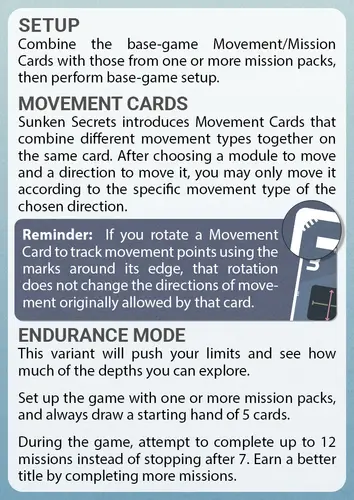 SETUP
Combine the base-game Movement/Mission
Cards with those from one or more mission packs,
then perform base-game setup.
MOVEMENT CARDS
Sunken Secrets introduces Movement Cards that
combine different movement types together on
the same card. After choosing a module to move
and a direction to move it, you may only move it
according to the specific movement type of the
chosen direction.
Reminder: If you rotate a Movement
Card to track movement points using the
marks around its edge, that rotation
does not change the directions of move-
ment originally allowed by that card.
ENDURANCE MODE
This variant will push your limits and see how
much of the depths you can explore.
Set up the game with one or more mission packs,
and always draw a starting hand of 5 cards.
During the game, attempt to complete up to 12
missions instead of stopping after 7. Earn a better
title by completing more missions.